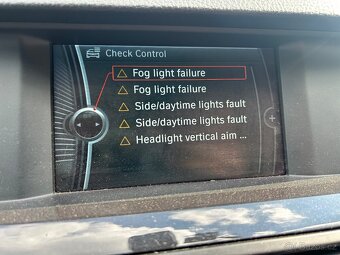 Check Control
Fog light failure
Fog light failure
Side/daytime lights fault
Side/daytime lights fault
Headlight vertical aim ...